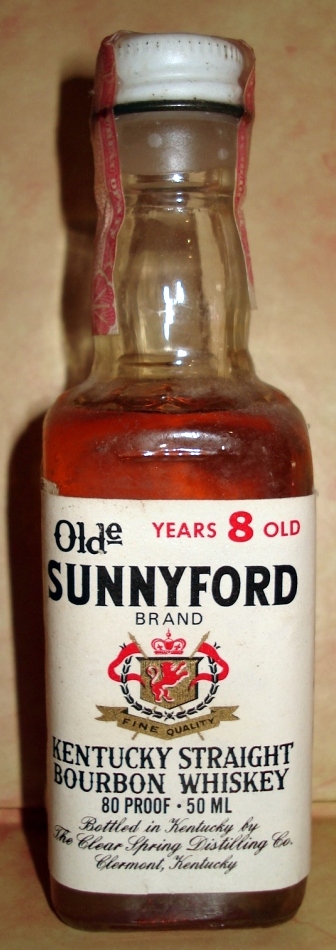 Olde YEARS 8 OLD
SUNNYFORD
BRAND
FINE QUALITY
KENTUCKY STRAIGHT
BOURBON WHISKEY
80 PROOF • 50 ML
Bottled in Kentucky by
The Clear Spring Distilling Co.
Clermont, Kentucky